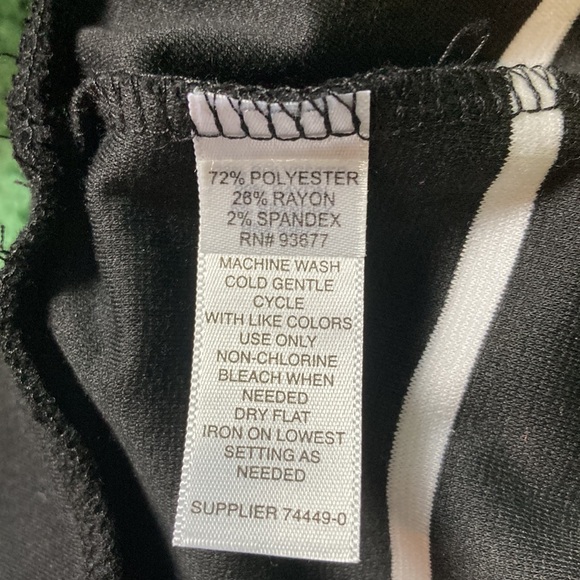 72% POLYESTER
26% RAYON
2% SPANDEX
RN# 93677
MACHINE WASH
COLD GENTLE
CYCLE
WITH LIKE COLORS
USE ONLY
NON-CHLORINE
BLEACH WHEN
NEEDED
DRY FLAT
IRON ON LOWEST
SETTING AS
NEEDED
SUPPLIER 74449-0